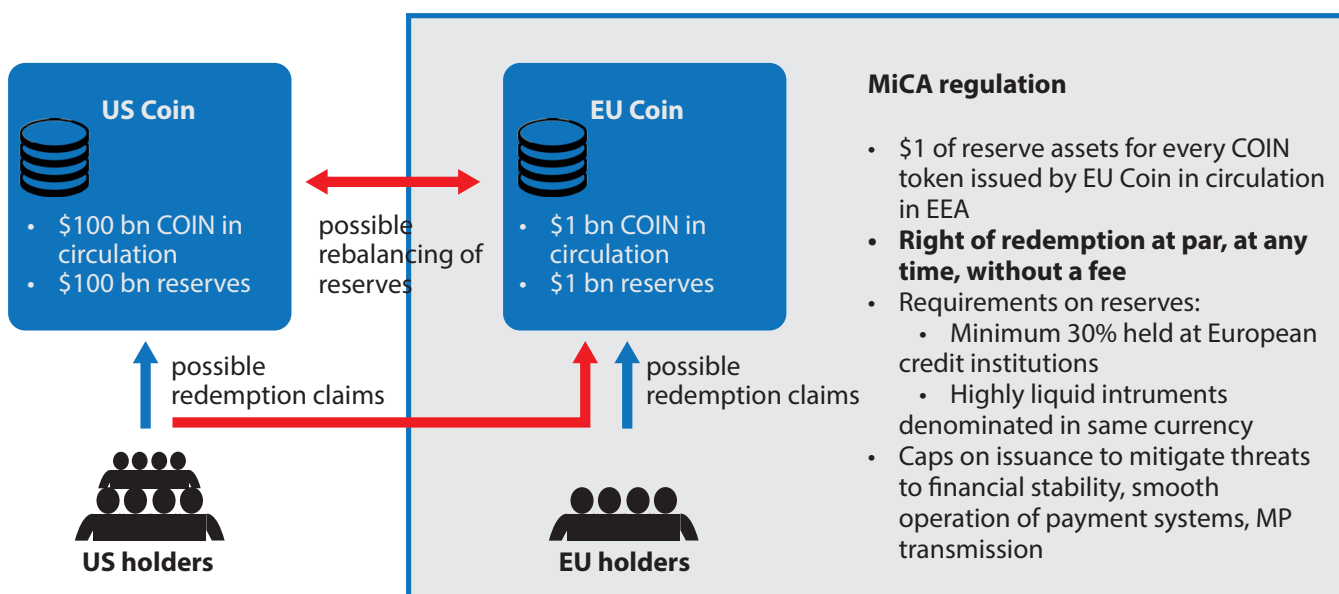 US Coin
• $100 bn COIN in
circulation
• $100 bn reserves
possible
rebalancing of
reserves
EU Coin
• $1 bn COIN in
circulation
• $1 bn reserves
possible
redemption claims
possible
redemption claims
US holders
EU holders
MiCA regulation
• $1 of reserve assets for every COIN
token issued by EU Coin in circulation
in EEA
• Right of redemption at par, at any
time, without a fee
• Requirements on reserves:
• Minimum 30% held at European
credit institutions
• Highly liquid intruments
denominated in same currency
• Caps on issuance to mitigate threats
to financial stability, smooth
operation of payment systems, MP
transmission